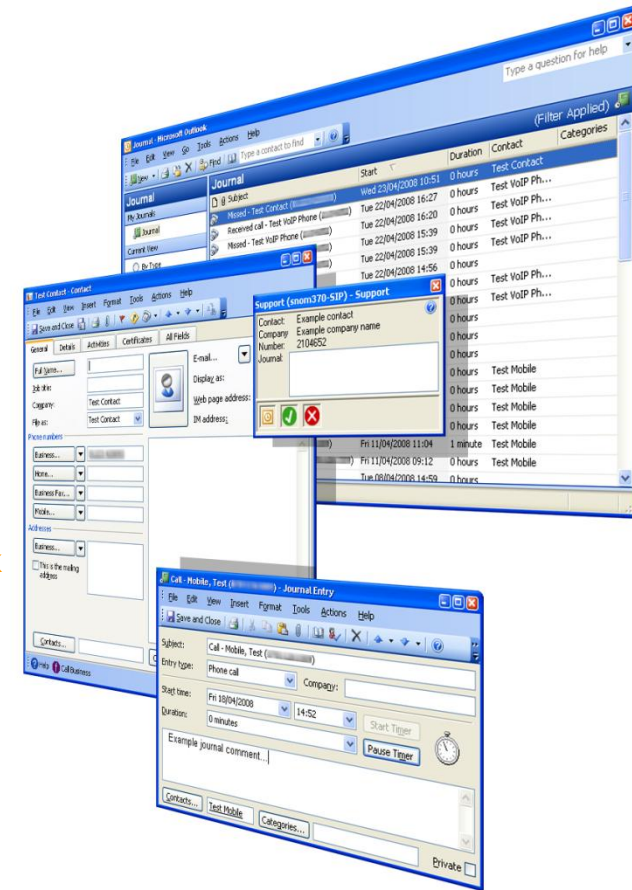 Journal - Microsoft Outlook
File Edit View Go Tools Actions Help
Type a question for help
New Find Type a contact to find
Journal
My Journals
Journal
Current View
By Type
Journal (Filter Applied)
Subject Start Duration Contact Categories
Missed - Test Contact ( ) Wed 23/04/2008 10:51 0 hours Test Contact
Received call - Test VoIP Phone ( ) Tue 22/04/2008 16:27 0 hours Test VoIP Ph...
Missed - Test VoIP Phone ( ) Tue 22/04/2008 16:20 0 hours Test VoIP Ph...
Tue 22/04/2008 15:39 0 hours Test VoIP Ph...
Tue 22/04/2008 15:39 0 hours
Tue 22/04/2008 14:56 0 hours Test VoIP Ph...
0 hours Test VoIP Ph...
0 hours
0 hours
0 hours Test Mobile
0 hours Test Mobile
0 hours Test Mobile
0 hours Test Mobile
Fri 11/04/2008 11:04 1 minute Test Mobile
Fri 11/04/2008 09:12 0 hours Test Mobile
Tue 08/04/2008 14:59 0 hours
Support (snom370-SIP) - Support
Contact: Example contact
Company Example company name
Number: 2104652
Journal:
Test Contact - Contact
File Edit View Insert Format Tools Actions Help
Save and Close
General Details Activities Certificates All Fields
Full Name...
Job title:
Company: Test Contact
File as: Test Contact
E-mail...
Display as:
Web page address:
IM address:
Phone numbers
Business...
Home...
Business Fax...
Mobile...
Addresses
Business...
This is the mailing
address
Contacts...
Help Call Business
Call - Mobile, Test ( ) - Journal Entry
File Edit View Insert Format Tools Actions Help
Save and Close
Subject: Call - Mobile, Test ( )
Entry type: Phone call Company:
Start time: Fri 18/04/2008 14:52 Start Timer
Duration: 0 minutes Pause Timer
Example journal comment...
Contacts... Test Mobile Categories... Private